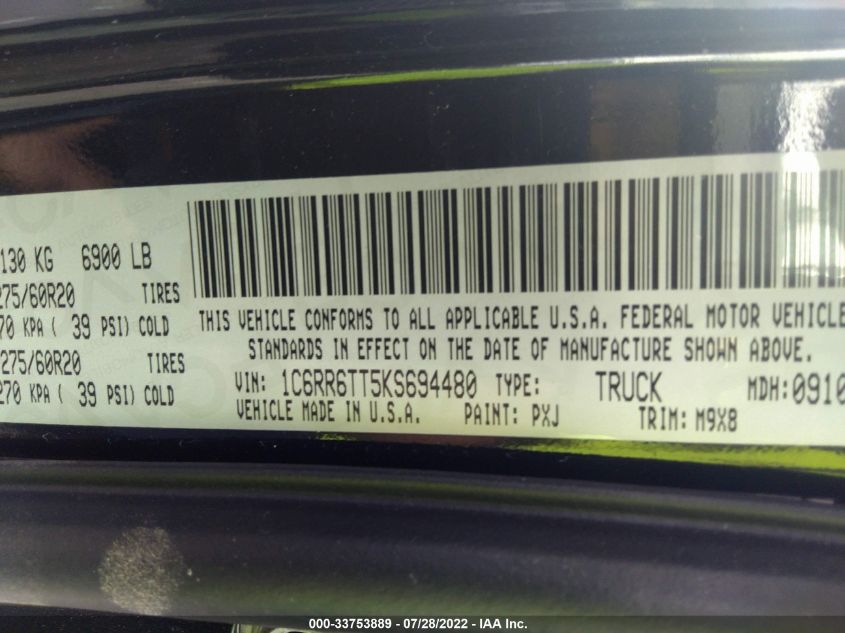 130 KG 6900 LB
275/60R20 TIRES
70 KPA ( 39 PSI) COLD
275/60R20 TIRES
270 KPA ( 39 PSI) COLD
THIS VEHICLE CONFORMS TO ALL APPLICABLE U.S.A. FEDERAL MOTOR VEHICLE
STANDARDS IN EFFECT ON THE DATE OF MANUFACTURE SHOWN ABOVE.
VIN: 1C6RR6TT5KS694480 TYPE: TRUCK MDH:0910
VEHICLE MADE IN U.S.A. PAINT: PXJ TRIM: M9X8
000-33753889 - 07/28/2022 - IAA Inc.